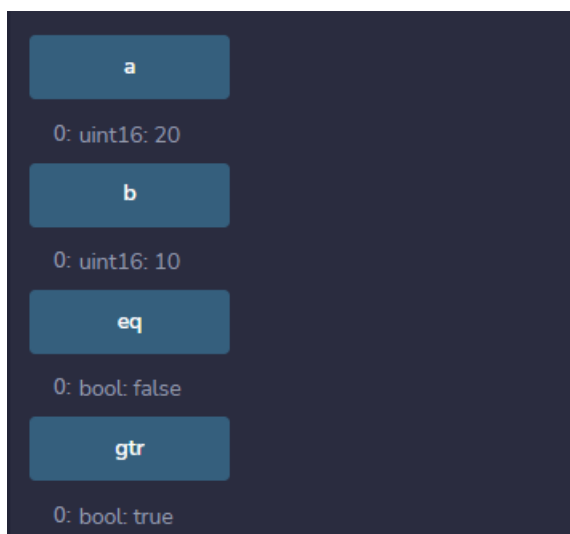 a
0: uint16: 20
b
0: uint16: 10
eq
0: bool: false
gtr
0: bool: true